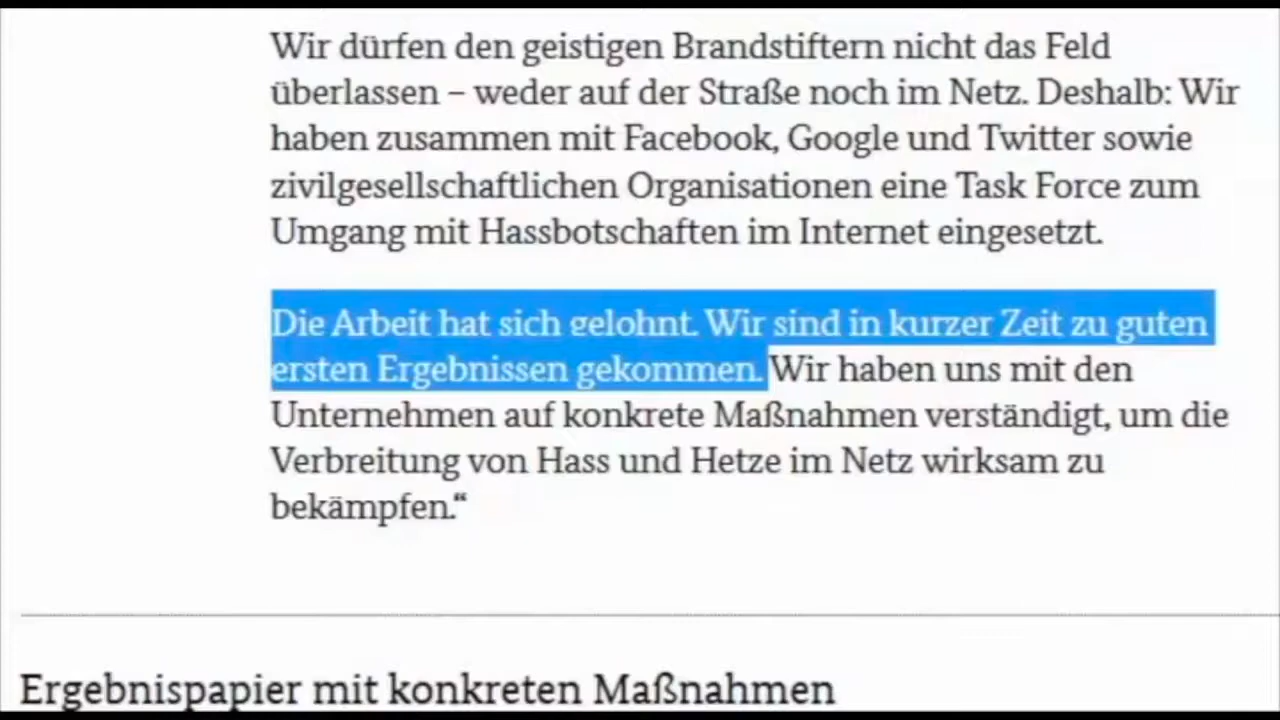 Wir dürfen den geistigen Brandstiftern nicht das Feld
überlassen – weder auf der Straße noch im Netz. Deshalb: Wir
haben zusammen mit Facebook, Google und Twitter sowie
zivilgesellschaftlichen Organisationen eine Task Force zum
Umgang mit Hassbotschaften im Internet eingesetzt.
Die Arbeit hat sich gelohnt. Wir sind in kurzer Zeit zu guten
ersten Ergebnissen gekommen. Wir haben uns mit den
Unternehmen auf konkrete Maßnahmen verständigt, um die
Verbreitung von Hass und Hetze im Netz wirksam zu
bekämpfen.“
Ergebnispapier mit konkreten Maßnahmen